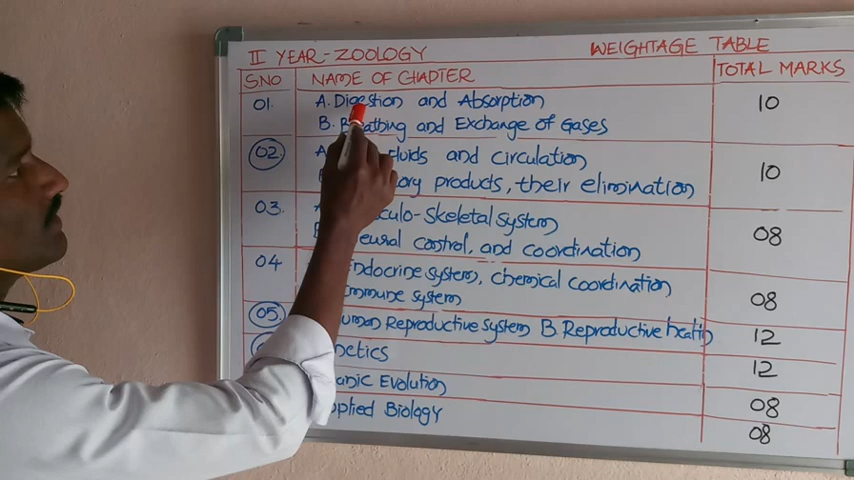 II YEAR-ZOOLOGY WEIGHTAGE TABLE
S.NO NAME OF CHAPTER TOTAL MARKS
01. A. Digestion and Absorption 10
B. Breathing and Exchange of Gases
02. Fluids and circulation 10
products, their elimination
03. Skeletal system 08
neural control, and coordination
04 Endocrine system, chemical coordination
Immune system 08
05. Human Reproductive system B. Reproductive health 12
12
Evolution 08
Applied Biology 08